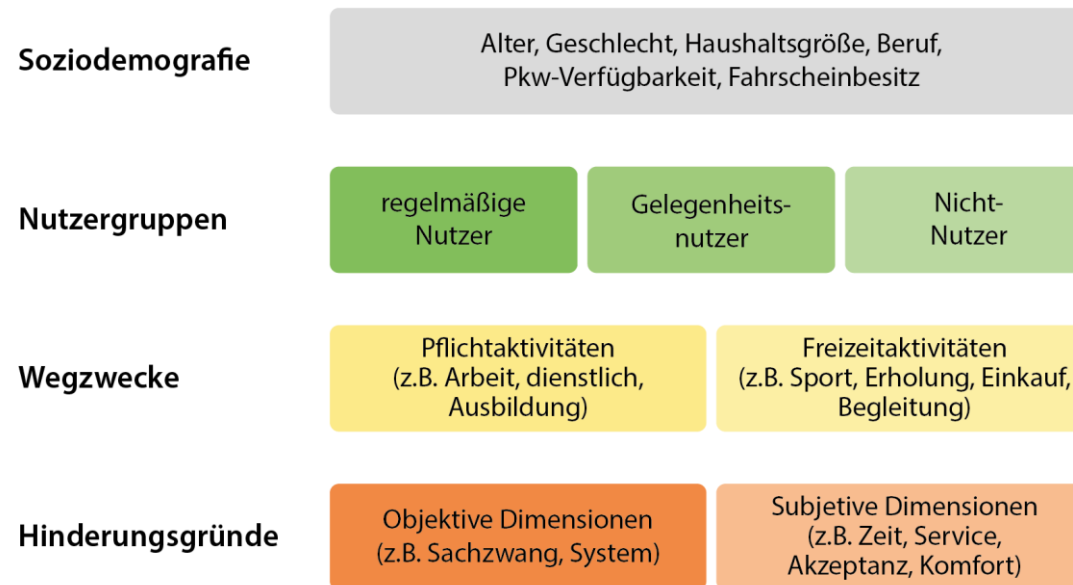 Soziodemografie
Alter, Geschlecht, Haushaltsgröße, Beruf,
Pkw-Verfügbarkeit, Fahrscheinbesitz
Nutzergruppen
regelmäßige
Nutzer
Gelegenheits-
nutzer
Nicht-
Nutzer
Wegzwecke
Pflichtaktivitäten
(z.B. Arbeit, dienstlich,
Ausbildung)
Freizeitaktivitäten
(z.B. Sport, Erholung, Einkauf,
Begleitung)
Hinderungsgründe
Objektive Dimensionen
(z.B. Sachzwang, System)
Subjetive Dimensionen
(z.B. Zeit, Service,
Akzeptanz, Komfort)